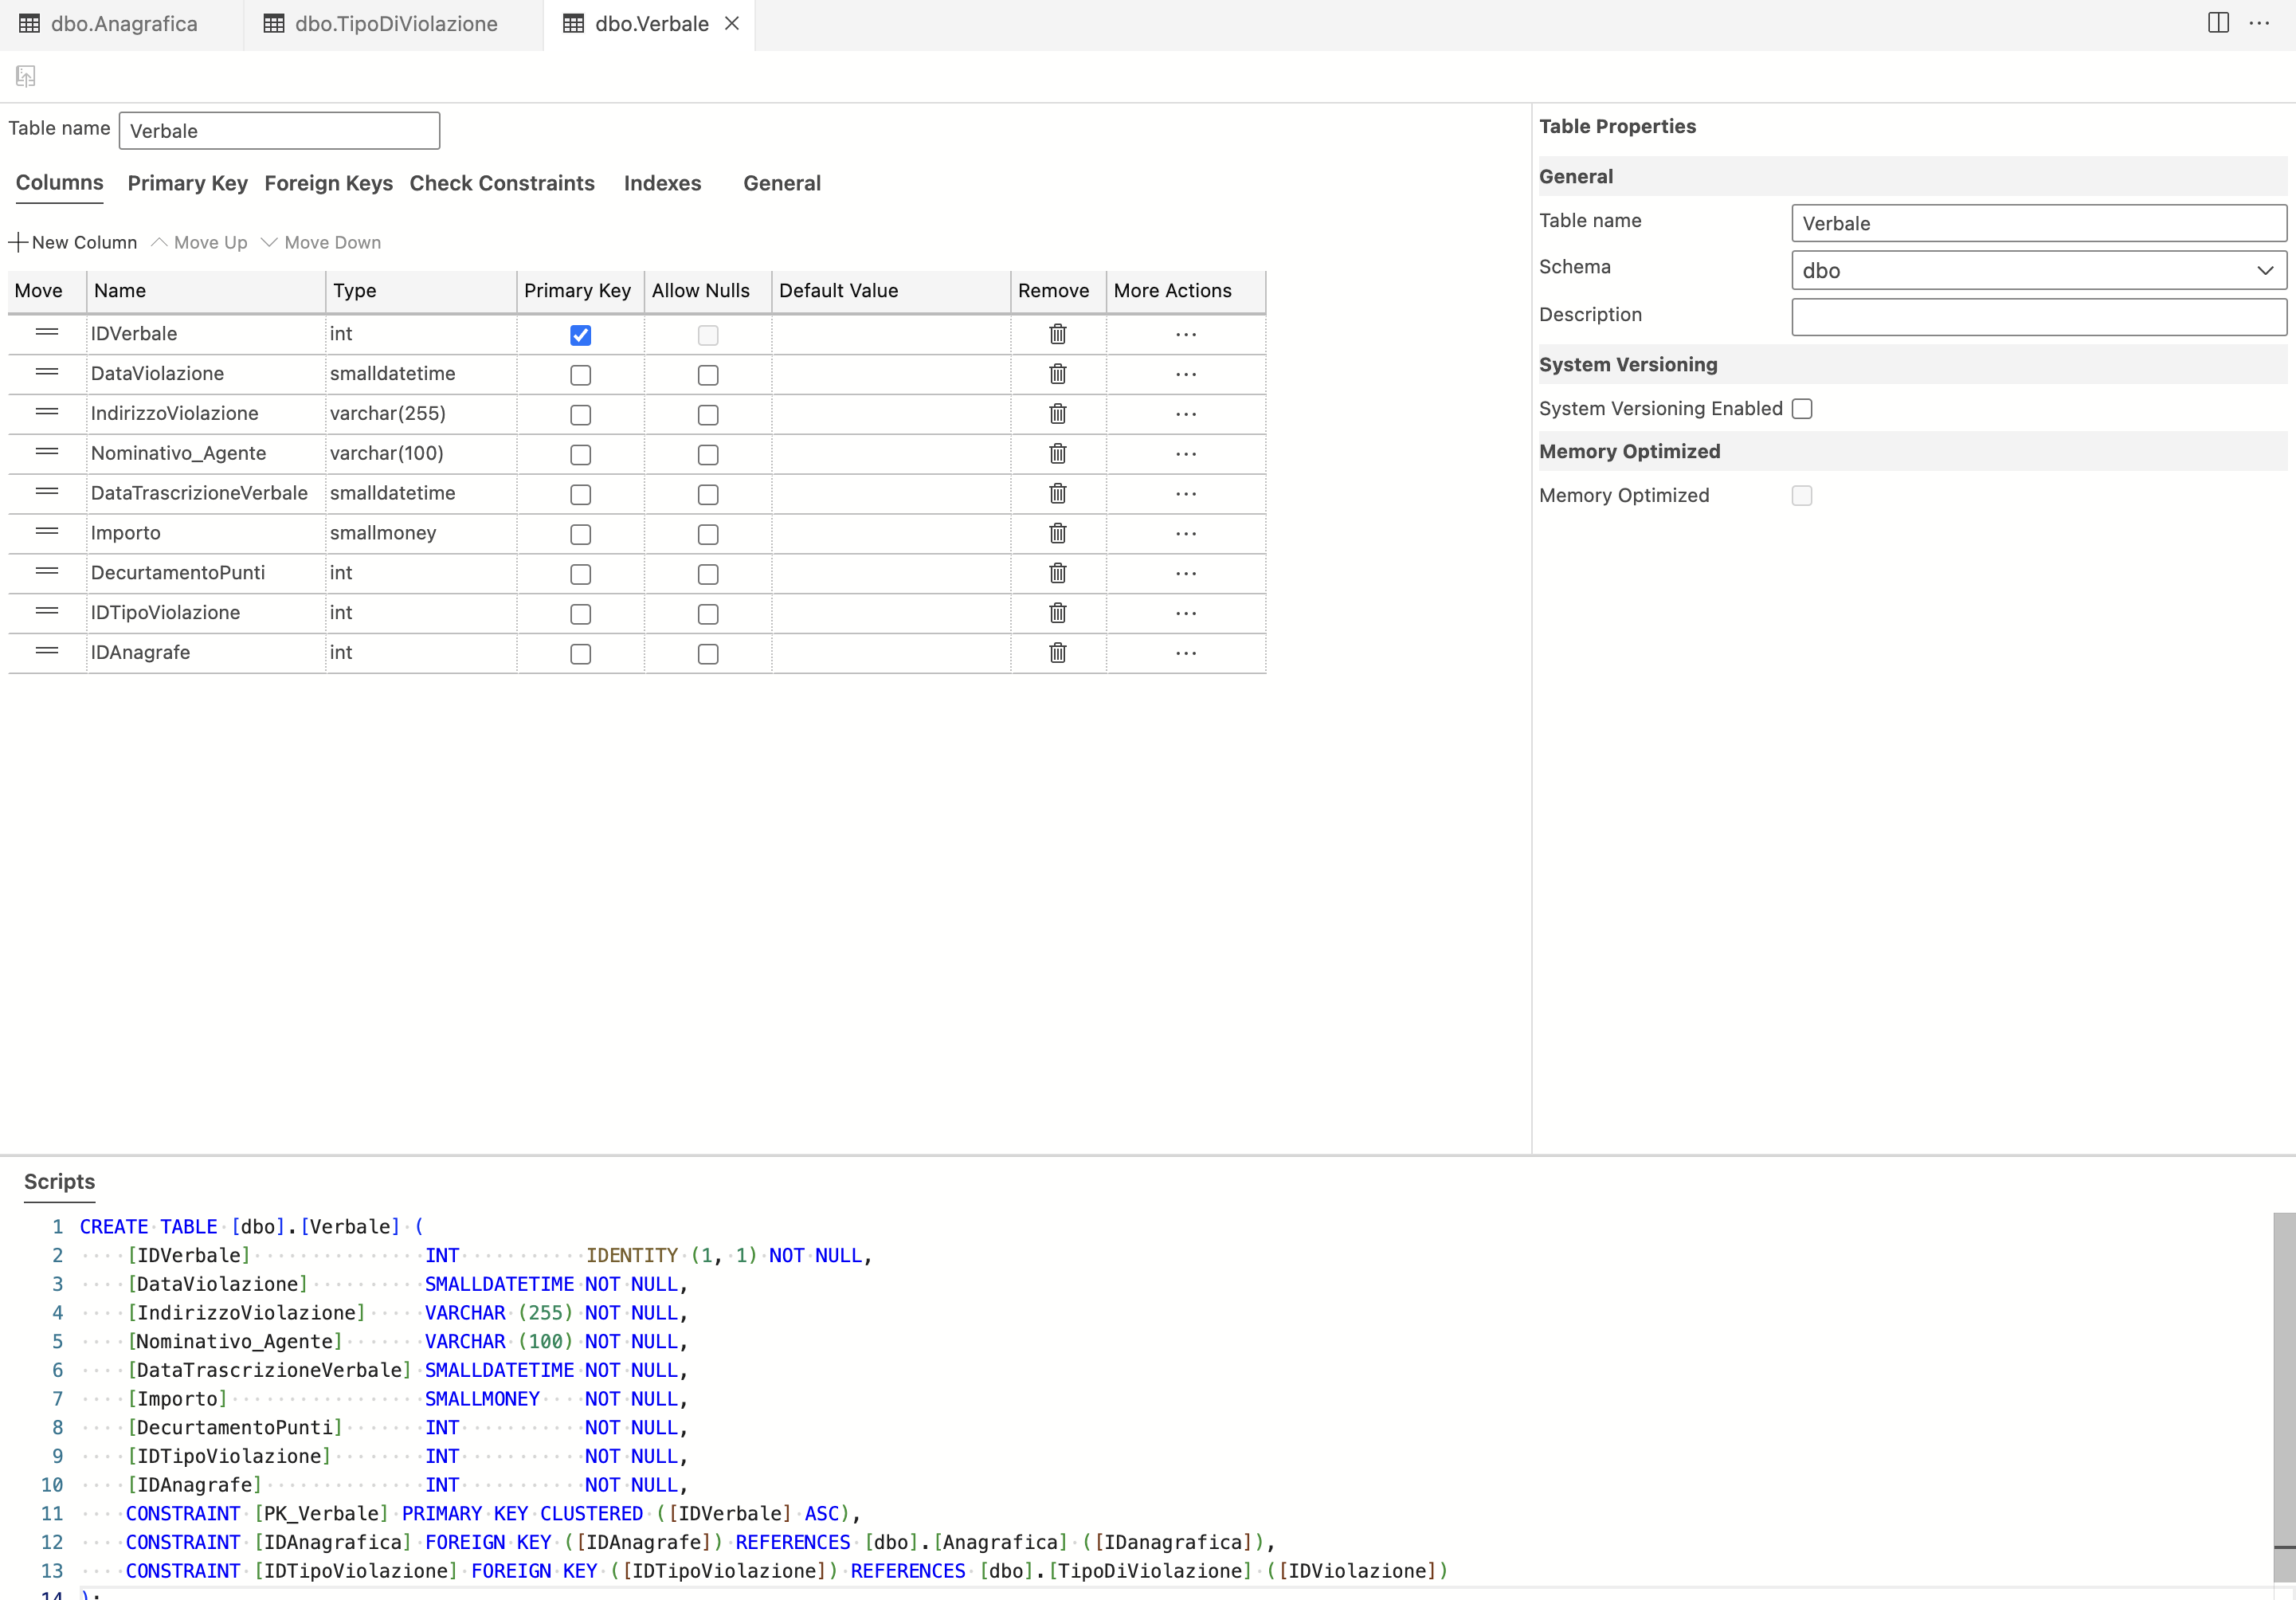 dbo.Anagrafica dbo.TipoDiViolazione dbo.Verbale
Table name Verbale
Columns Primary Key Foreign Keys Check Constraints Indexes General
New Column Move Up Move Down
Move Name Type Primary Key Allow Nulls Default Value Remove More Actions
IDVerbale int
DataViolazione smalldatetime
IndirizzoViolazione varchar(255)
Nominativo_Agente varchar(100)
DataTrascrizioneVerbale smalldatetime
Importo smallmoney
DecurtamentoPunti int
IDTipoViolazione int
IDAnagrafe int
Table Properties
General
Table name Verbale
Schema dbo
Description
System Versioning
System Versioning Enabled
Memory Optimized
Memory Optimized
Scripts
1 CREATE TABLE [dbo].[Verbale] (
2 [IDVerbale] INT IDENTITY (1, 1) NOT NULL,
3 [DataViolazione] SMALLDATETIME NOT NULL,
4 [IndirizzoViolazione] VARCHAR (255) NOT NULL,
5 [Nominativo_Agente] VARCHAR (100) NOT NULL,
6 [DataTrascrizioneVerbale] SMALLDATETIME NOT NULL,
7 [Importo] SMALLMONEY NOT NULL,
8 [DecurtamentoPunti] INT NOT NULL,
9 [IDTipoViolazione] INT NOT NULL,
10 [IDAnagrafe] INT NOT NULL,
11 CONSTRAINT [PK_Verbale] PRIMARY KEY CLUSTERED ([IDVerbale] ASC),
12 CONSTRAINT [IDAnagrafica] FOREIGN KEY ([IDAnagrafe]) REFERENCES [dbo].[Anagrafica] ([IDanagrafica]),
13 CONSTRAINT [IDTipoViolazione] FOREIGN KEY ([IDTipoViolazione]) REFERENCES [dbo].[TipoDiViolazione] ([IDViolazione])
14 );